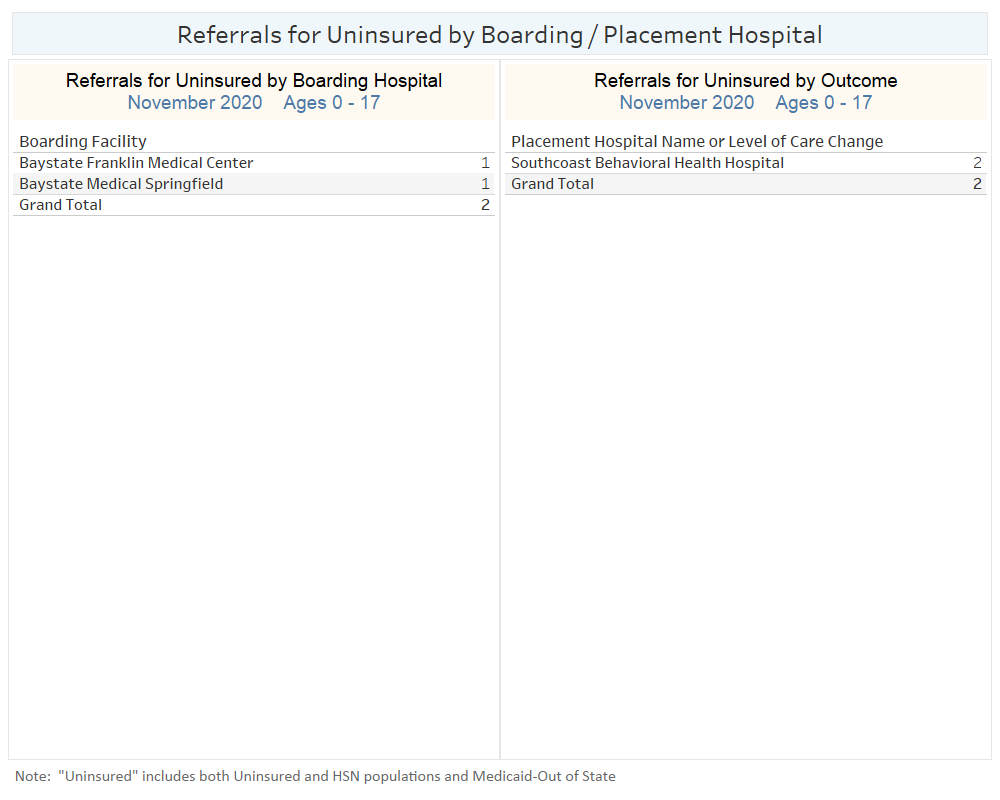 Referrals for Uninsured by Boarding / Placement Hospital
Referrals for Uninsured by Boarding Hospital
November 2020 Ages 0 - 17
Boarding Facility
Baystate Franklin Medical Center 1
Baystate Medical Springfield 1
Grand Total 2
Referrals for Uninsured by Outcome
November 2020 Ages 0 - 17
Placement Hospital Name or Level of Care Change
Southcoast Behavioral Health Hospital 2
Grand Total 2
Note: "Uninsured" includes both Uninsured and HSN populations and Medicaid-Out of State